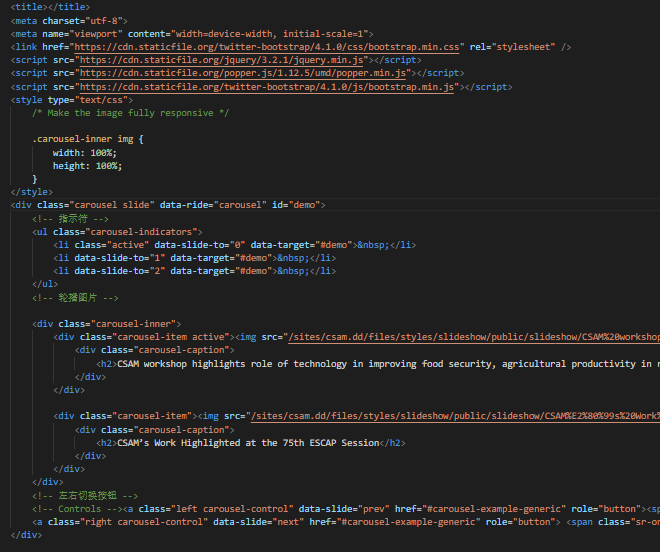 <title></title>
<meta charset="utf-8">
<meta name="viewport" content="width=device-width, initial-scale=1">
<link href="https://cdn.staticfile.org/twitter-bootstrap/4.1.0/css/bootstrap.min.css" rel="stylesheet" />
<script src="https://cdn.staticfile.org/jquery/3.2.1/jquery.min.js"></script>
<script src="https://cdn.staticfile.org/popper.js/1.12.5/umd/popper.min.js"></script>
<script src="https://cdn.staticfile.org/twitter-bootstrap/4.1.0/js/bootstrap.min.js"></script>
<style type="text/css">
/* Make the image fully responsive */
.carousel-inner img {
width: 100%;
height: 100%;
}
</style>
<div class="carousel slide" data-ride="carousel" id="demo">
<!-- 指示符 -->
<ul class="carousel-indicators">
<li class="active" data-slide-to="0" data-target="#demo">&nbsp;</li>
<li data-slide-to="1" data-target="#demo">&nbsp;</li>
<li data-slide-to="2" data-target="#demo">&nbsp;</li>
</ul>
<!-- 轮播图片 -->
<div class="carousel-inner">
<div class="carousel-item active"><img src="/sites/csam.dd/files/styles/slideshow/public/slideshow/CSAM%20workshop
<div class="carousel-caption">
<h2>CSAM workshop highlights role of technology in improving food security, agricultural productivity in r
</div>
</div>
<div class="carousel-item"><img src="/sites/csam.dd/files/styles/slideshow/public/slideshow/CSAM%E2%80%99s%20Work%
<div class="carousel-caption">
<h2>CSAM’s Work Highlighted at the 75th ESCAP Session</h2>
</div>
</div>
</div>
<!-- 左右切换按钮 -->
<!-- Controls --><a class="left carousel-control" data-slide="prev" href="#carousel-example-generic" role="button"><sp
<a class="right carousel-control" data-slide="next" href="#carousel-example-generic" role="button"> <span class="sr-on
</div>